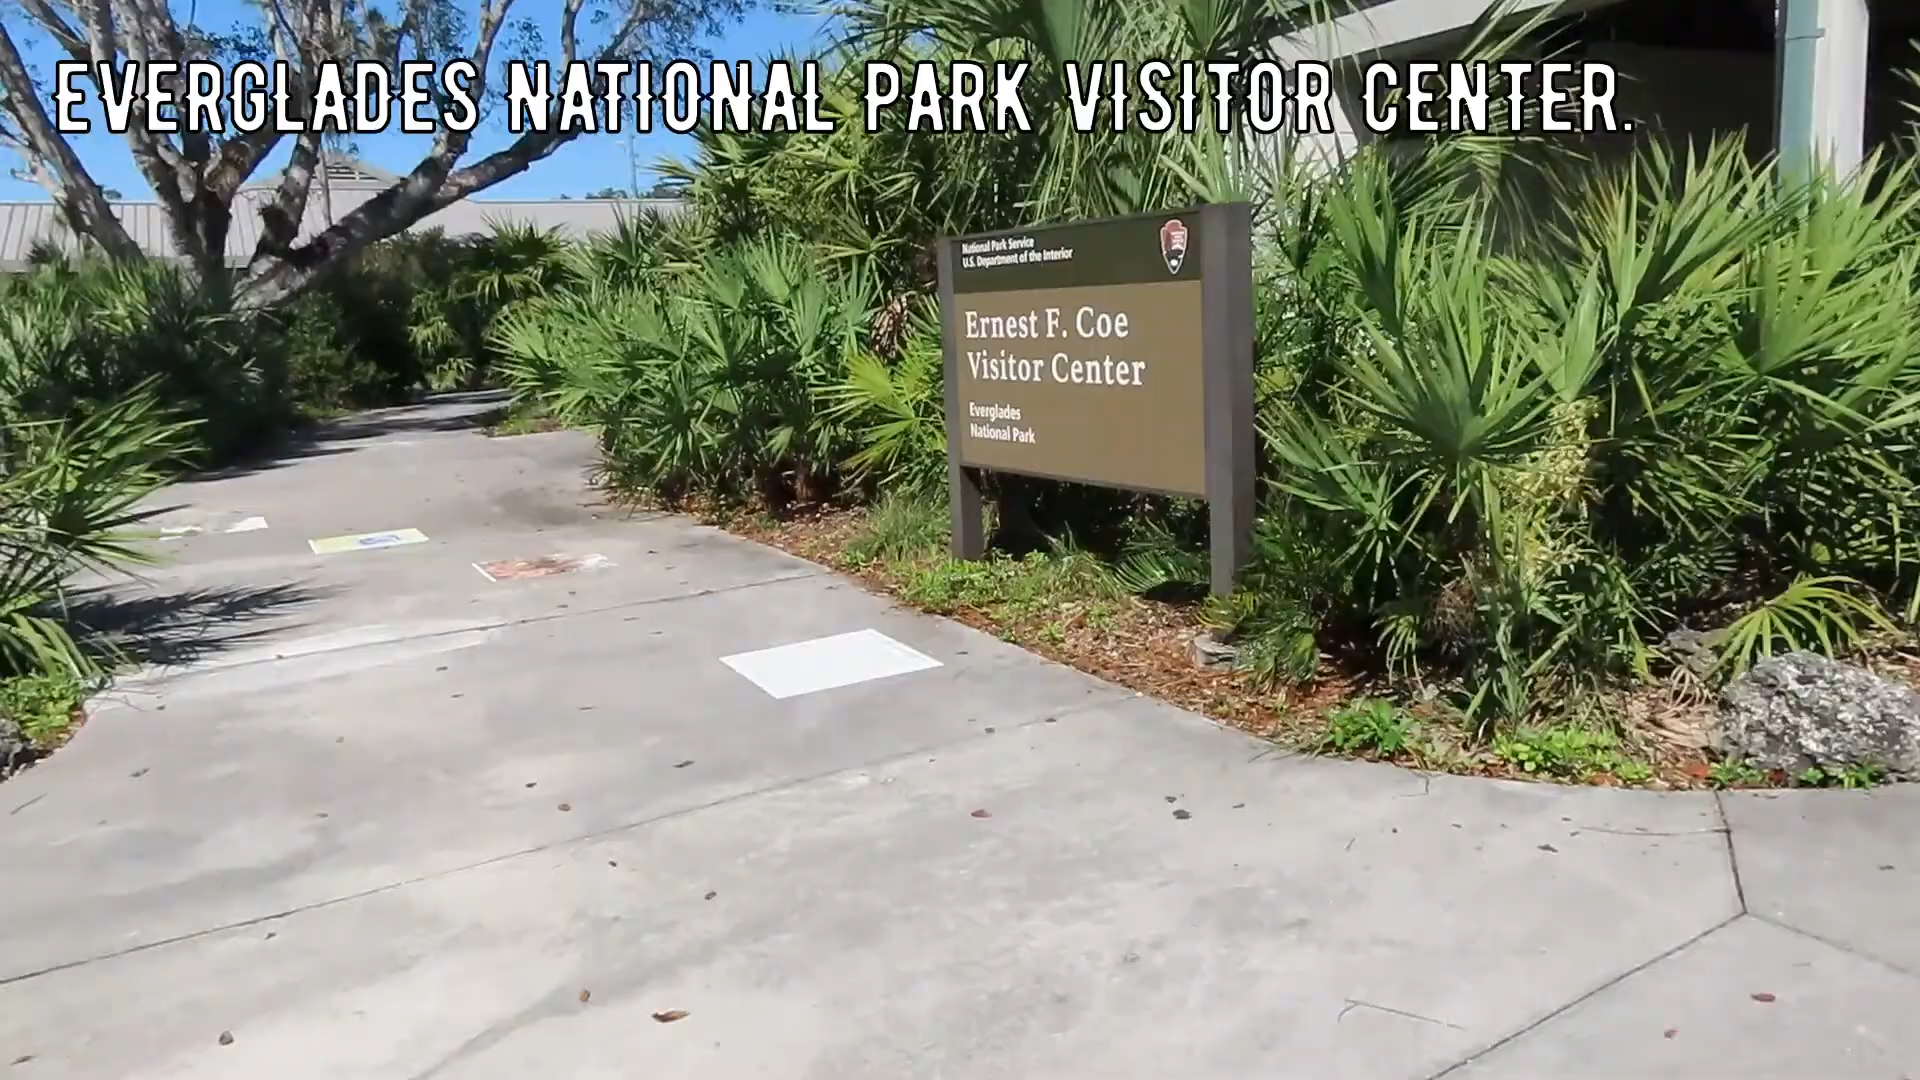 EVERGLADES NATIONAL PARK VISITOR CENTER.
National Park Service
U.S. Department of the Interior
Ernest F. Coe
Visitor Center
Everglades
National Park